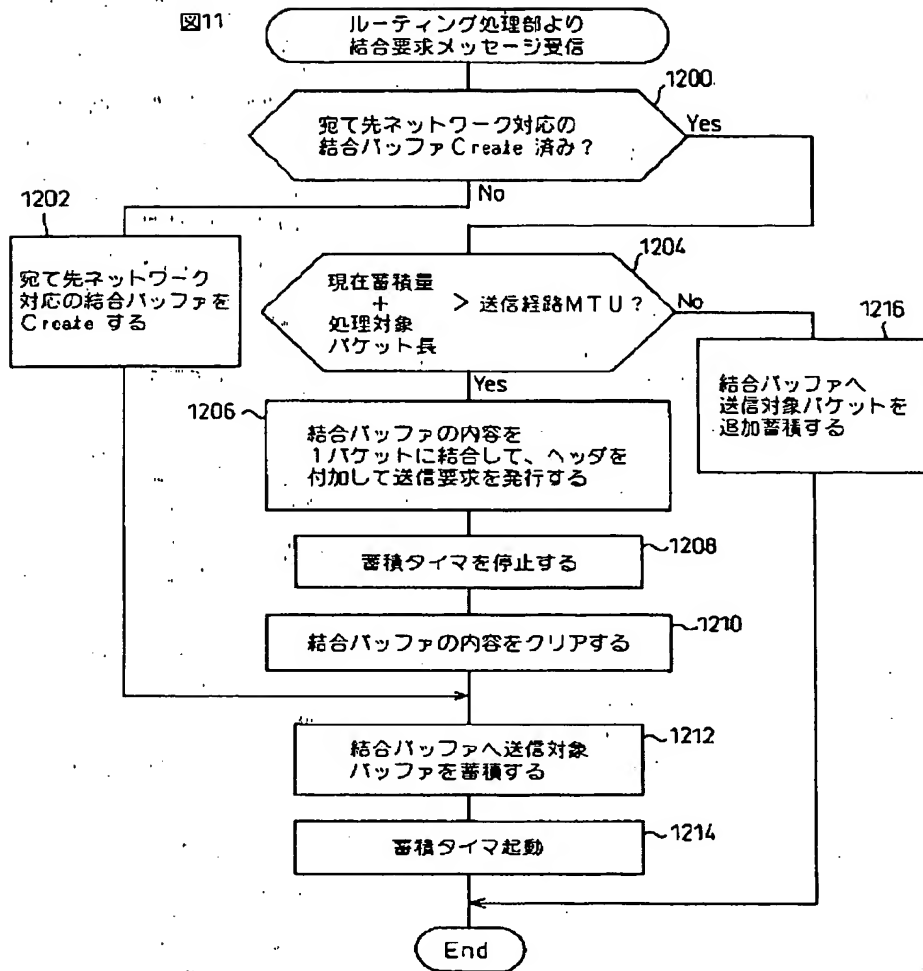 図11
ルーティング処理部より
結合要求メッセージ受信
1200
宛て先ネットワーク対応の
結合バッファCreate 済み?
Yes
No
1202
宛て先ネットワーク
対応の結合バッファを
Create する
1204
現在蓄積量
+
処理対象
パケット長
> 送信経路MTU?
No
Yes
1216
結合バッファへ
送信対象パケットを
追加蓄積する
1206
結合バッファの内容を
1パケットに結合して、ヘッダを
付加して送信要求を発行する
1208
蓄積タイマを停止する
1210
結合バッファの内容をクリアする
1212
結合バッファへ送信対象
バッファを蓄積する
1214
蓄積タイマ起動
End